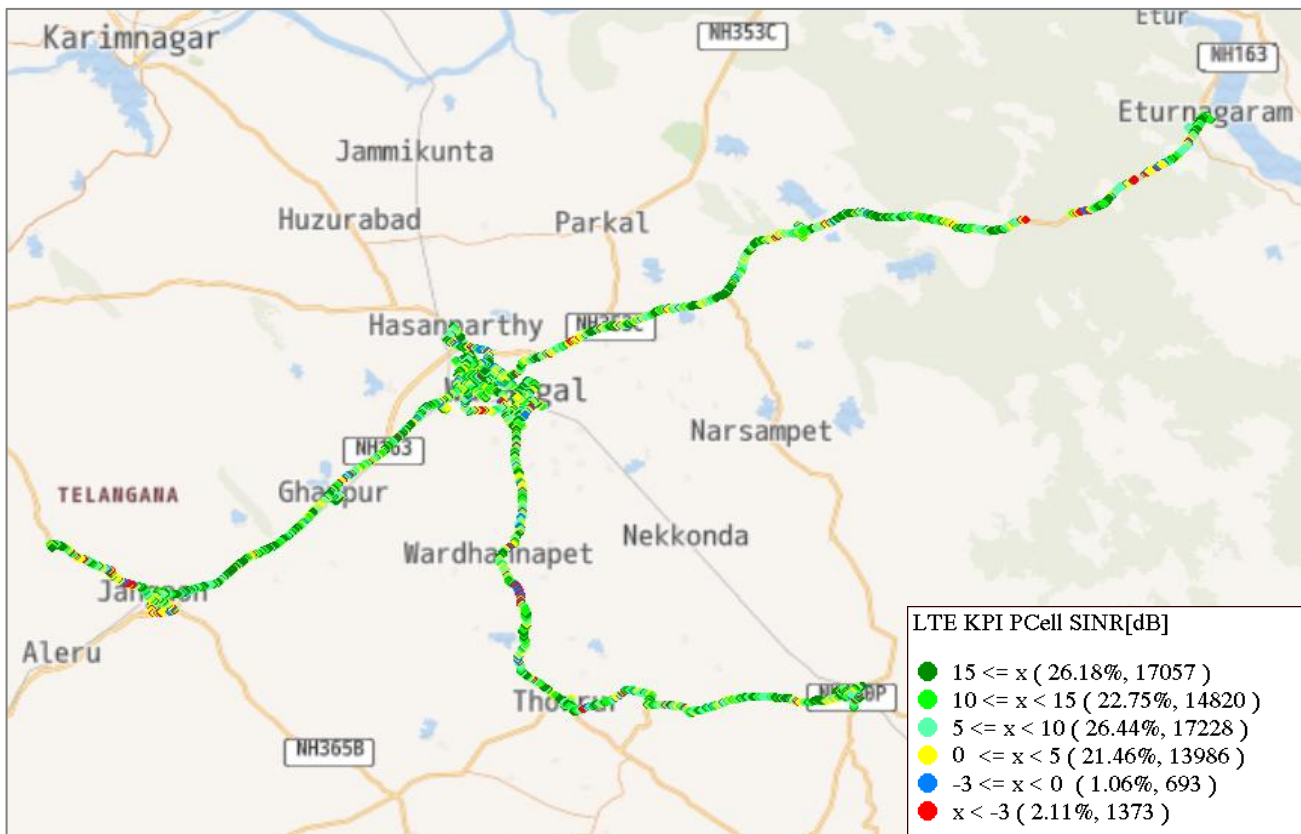 Karimnagar
NH353C
Etur
NH163
Eturnagaram
Jammikunta
Huzurabad
Parkal
Hasanparthy
Narsampet
TELANGANA
Nekkonda
Wardhannapet
Aleru
NH365B
LTE KPI PCell SINR[dB]
15 <= x ( 26.18%, 17057 )
10 <= x < 15 ( 22.75%, 14820 )
5 <= x < 10 ( 26.44%, 17228 )
0 <= x < 5 ( 21.46%, 13986 )
-3 <= x < 0 ( 1.06%, 693 )
x < -3 ( 2.11%, 1373 )